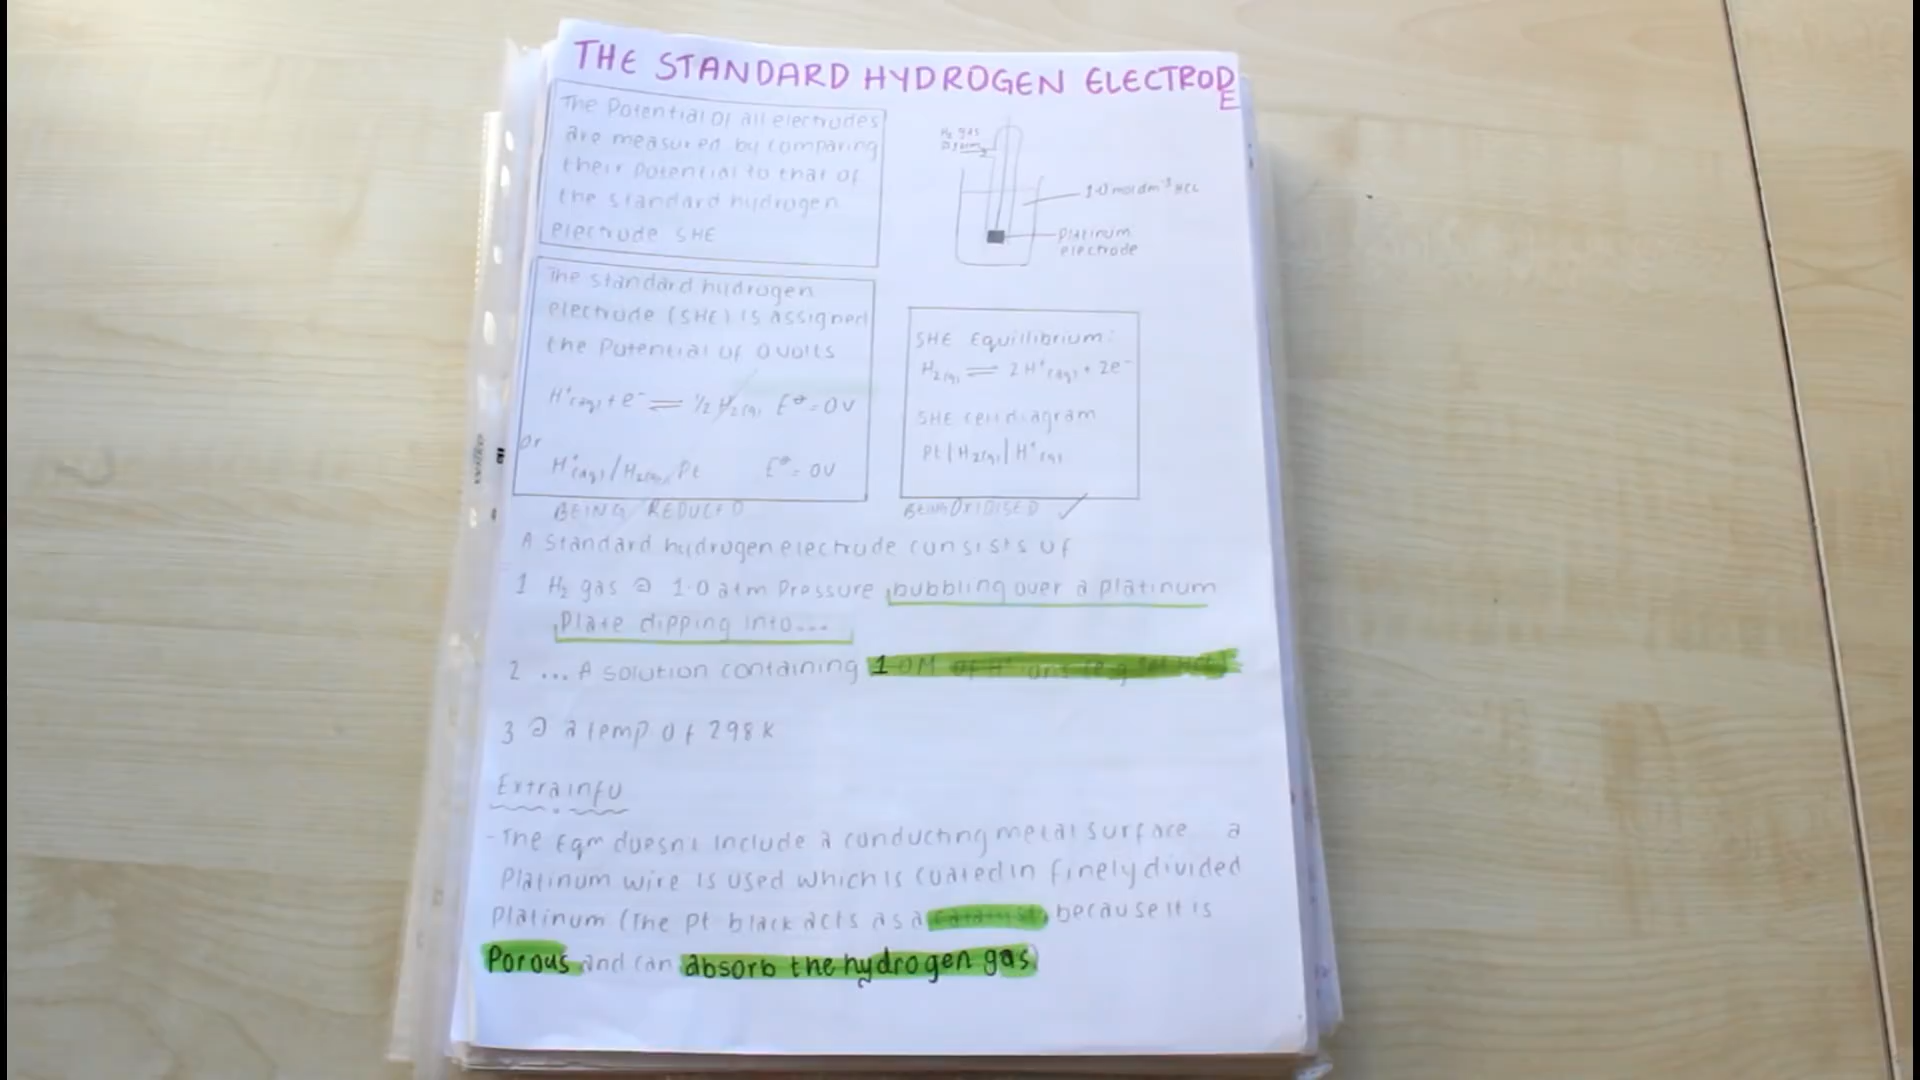 THE STANDARD HYDROGEN ELECTRODE
The Potential of all electrodes
are measured by comparing
their potential to that of
the standard hydrogen
electrode SHE
H₂ gas
1.0 mol dm⁻³ HCl
Platinum
electrode
The standard hydrogen
electrode (SHE) is assigned
the Potential of 0 volts
H⁺(aq) + e⁻ ⇌ 1/2 H₂(g) E⦵ = 0V
or
H⁺(aq)/H₂(g), Pt E⦵ = 0V
BEING REDUCED
SHE Equillibrium:
H₂(g) ⇌ 2H⁺(aq) + 2e⁻
SHE cell diagram
Pt | H₂(g) | H⁺(aq)
Being OXIDISED ✓
A Standard hydrogen electrode consists of
1 H₂ gas @ 1.0 atm Pressure bubbling over a platinum
Plate dipping into...
2 ... A solution containing 1.0M of H⁺ ions (e.g HCl)
3 @ a temp of 298K
Extra info
- The Eqm doesnt include a conducting metal surface a
Platinum wire is used which is coated in finely divided
Platinum (The Pt black acts as a catalyst, because it is
Porous and can absorb the hydrogen gas)